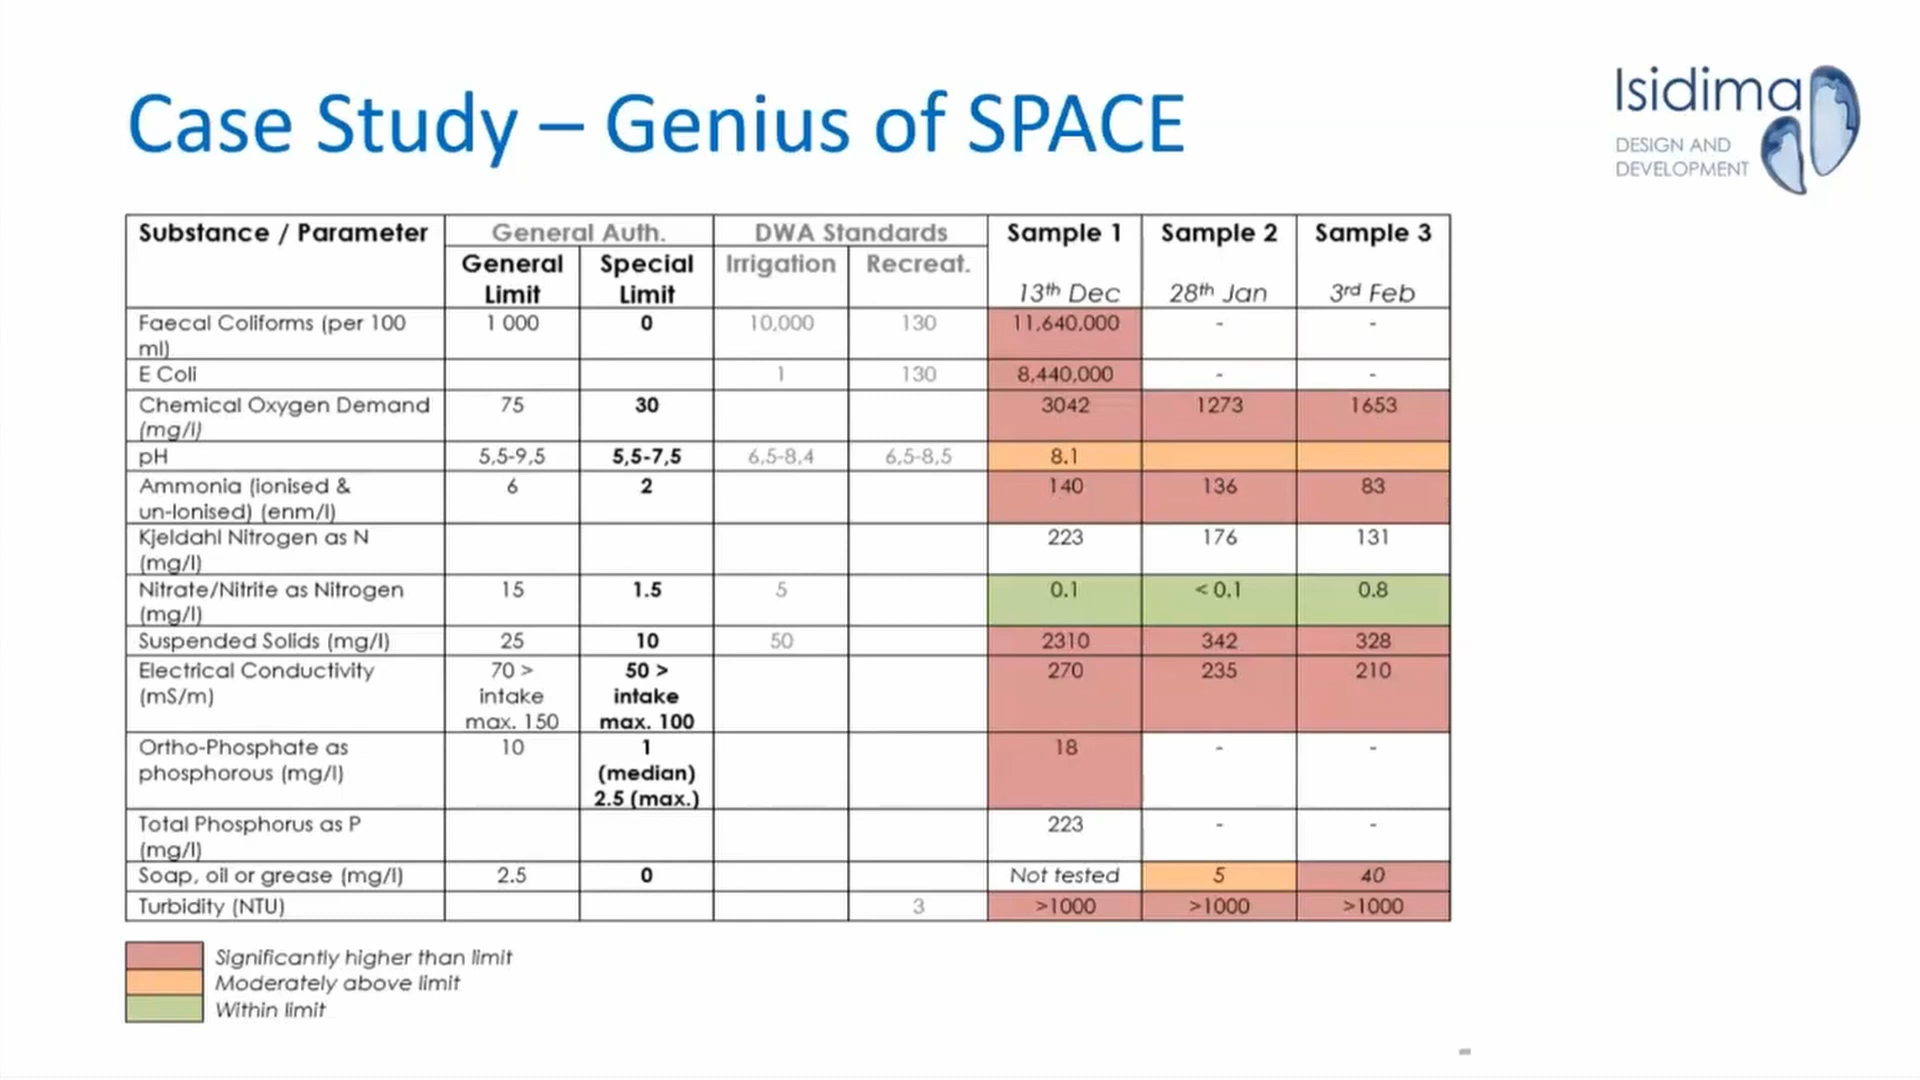 Case Study – Genius of SPACE
Isidima
DESIGN AND
DEVELOPMENT
Substance / Parameter General Auth. DWA Standards Sample 1 Sample 2 Sample 3
General Special Irrigation Recreat.
Limit Limit 13th Dec 28th Jan 3rd Feb
Faecal Coliforms (per 100 1 000 0 10,000 130 11,640,000 - -
ml)
E Coli 1 130 8,440,000 - -
Chemical Oxygen Demand 75 30 3042 1273 1653
(mg/l)
pH 5,5-9,5 5,5-7,5 6,5-8,4 6,5-8,5 8.1
Ammonia (ionised & 6 2 140 136 83
un-Ionised) (enm/l)
Kjeldahl Nitrogen as N 223 176 131
(mg/l)
Nitrate/Nitrite as Nitrogen 15 1.5 5 0.1 < 0.1 0.8
(mg/l)
Suspended Solids (mg/l) 25 10 50 2310 342 328
Electrical Conductivity 70 > 50 > 270 235 210
(mS/m) intake intake
max. 150 max. 100
Ortho-Phosphate as 10 1 18 - -
phosphorous (mg/l) (median)
2.5 (max.)
Total Phosphorus as P 223 - -
(mg/l)
Soap, oil or grease (mg/l) 2.5 0 Not tested 5 40
Turbidity (NTU) 3 >1000 >1000 >1000
Significantly higher than limit
Moderately above limit
Within limit